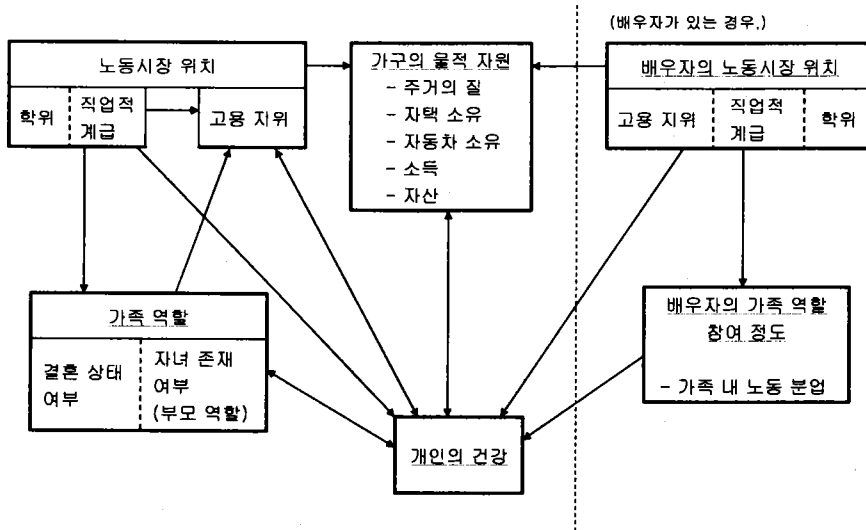 (배우자가 있는 경우.)
노동시장 위치
학위
직업적
계급
고용 지위
가구의 물적 자원
- 주거의 질
- 자택 소유
- 자동차 소유
- 소득
- 자산
배우자의 노동시장 위치
고용 지위
직업적
계급
학위
가족 역할
결혼 상태
여부
자녀 존재
여부
(부모 역할)
배우자의 가족 역할
참여 정도
- 가족 내 노동 분업
개인의 건강